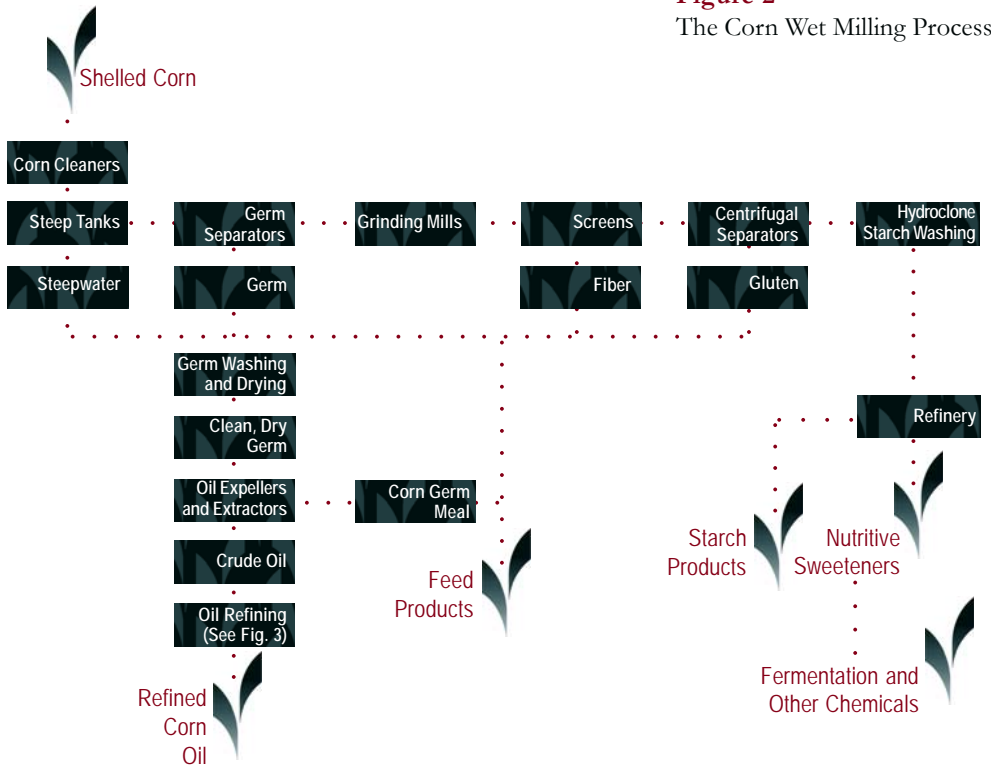 Figure 2
The Corn Wet Milling Process
Shelled Corn
Corn Cleaners
Steep Tanks
Germ
Separators
Grinding Mills
Screens
Centrifugal
Separators
Hydroclone
Starch Washing
Steepwater
Germ
Fiber
Gluten
Germ Washing
and Drying
Clean, Dry
Germ
Refinery
Oil Expellers
and Extractors
Corn Germ
Meal
Starch
Products
Nutritive
Sweeteners
Crude Oil
Feed
Products
Oil Refining
(See Fig. 3)
Fermentation and
Other Chemicals
Refined
Corn
Oil